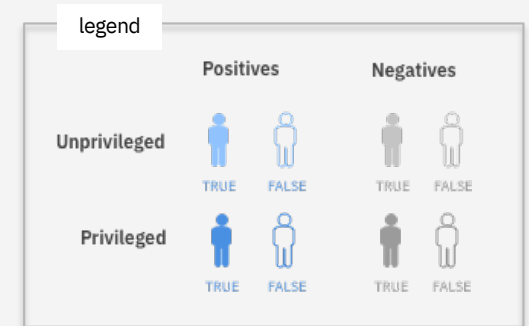 legend
Positives Negatives
Unprivileged
TRUE FALSE TRUE FALSE
Privileged
TRUE FALSE TRUE FALSE